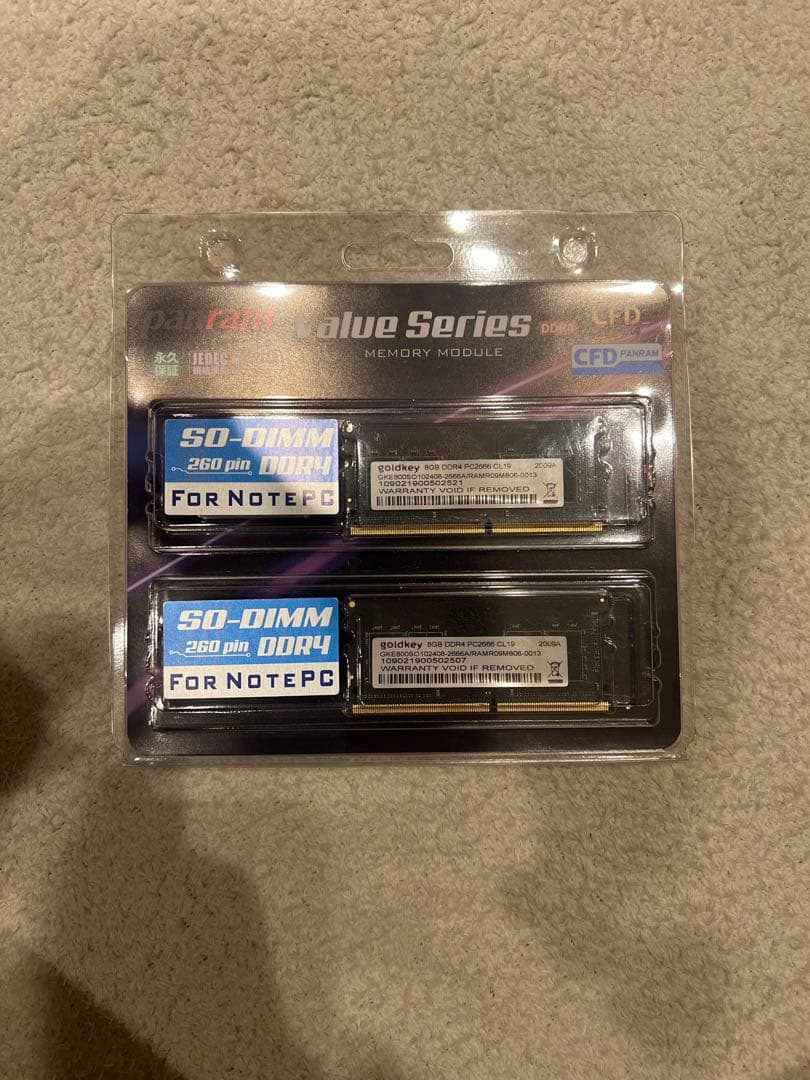 panram Value Series DDR4 CFD
MEMORY MODULE
CFD PANRAM
永久
保証
JEDEC
SO-DIMM
260 pin DDR4
FOR NOTEPC
goldkey 8GB DDR4 PC2666 CL19 2009A
GKE800SO102408-2666A/RAMR09M806-0013
109021900502521
WARRANTY VOID IF REMOVED
SO-DIMM
260 pin DDR4
FOR NOTEPC
goldkey 8GB DDR4 PC2666 CL19 2009A
GKE800SO102408-2666A/RAMR09M806-0013
109021900502507
WARRANTY VOID IF REMOVED